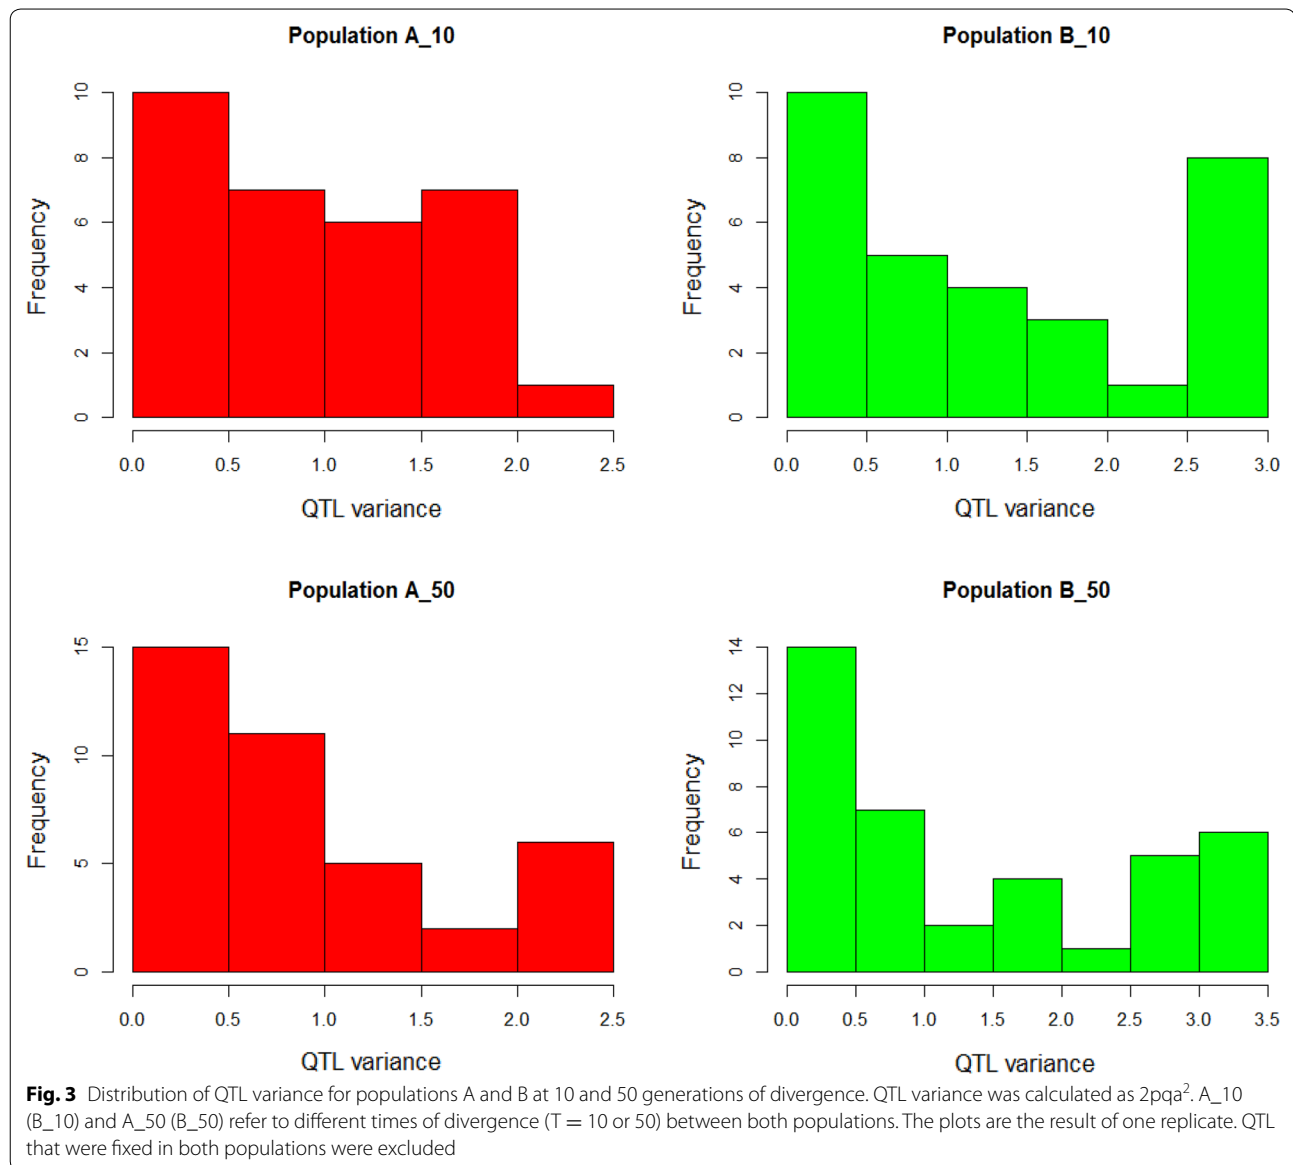 Population A_10
10
8
6
4
2
0
Frequency
0.0 0.5 1.0 1.5 2.0 2.5
QTL variance
Population B_10
10
8
6
4
2
0
Frequency
0.0 0.5 1.0 1.5 2.0 2.5 3.0
QTL variance
Population A_50
15
10
5
0
Frequency
0.0 0.5 1.0 1.5 2.0 2.5
QTL variance
Population B_50
14
12
10
8
6
4
2
0
Frequency
0.0 0.5 1.0 1.5 2.0 2.5 3.0 3.5
QTL variance
Fig. 3 Distribution of QTL variance for populations A and B at 10 and 50 generations of divergence. QTL variance was calculated as 2pqa². A_10
(B_10) and A_50 (B_50) refer to different times of divergence (T = 10 or 50) between both populations. The plots are the result of one replicate. QTL
that were fixed in both populations were excluded